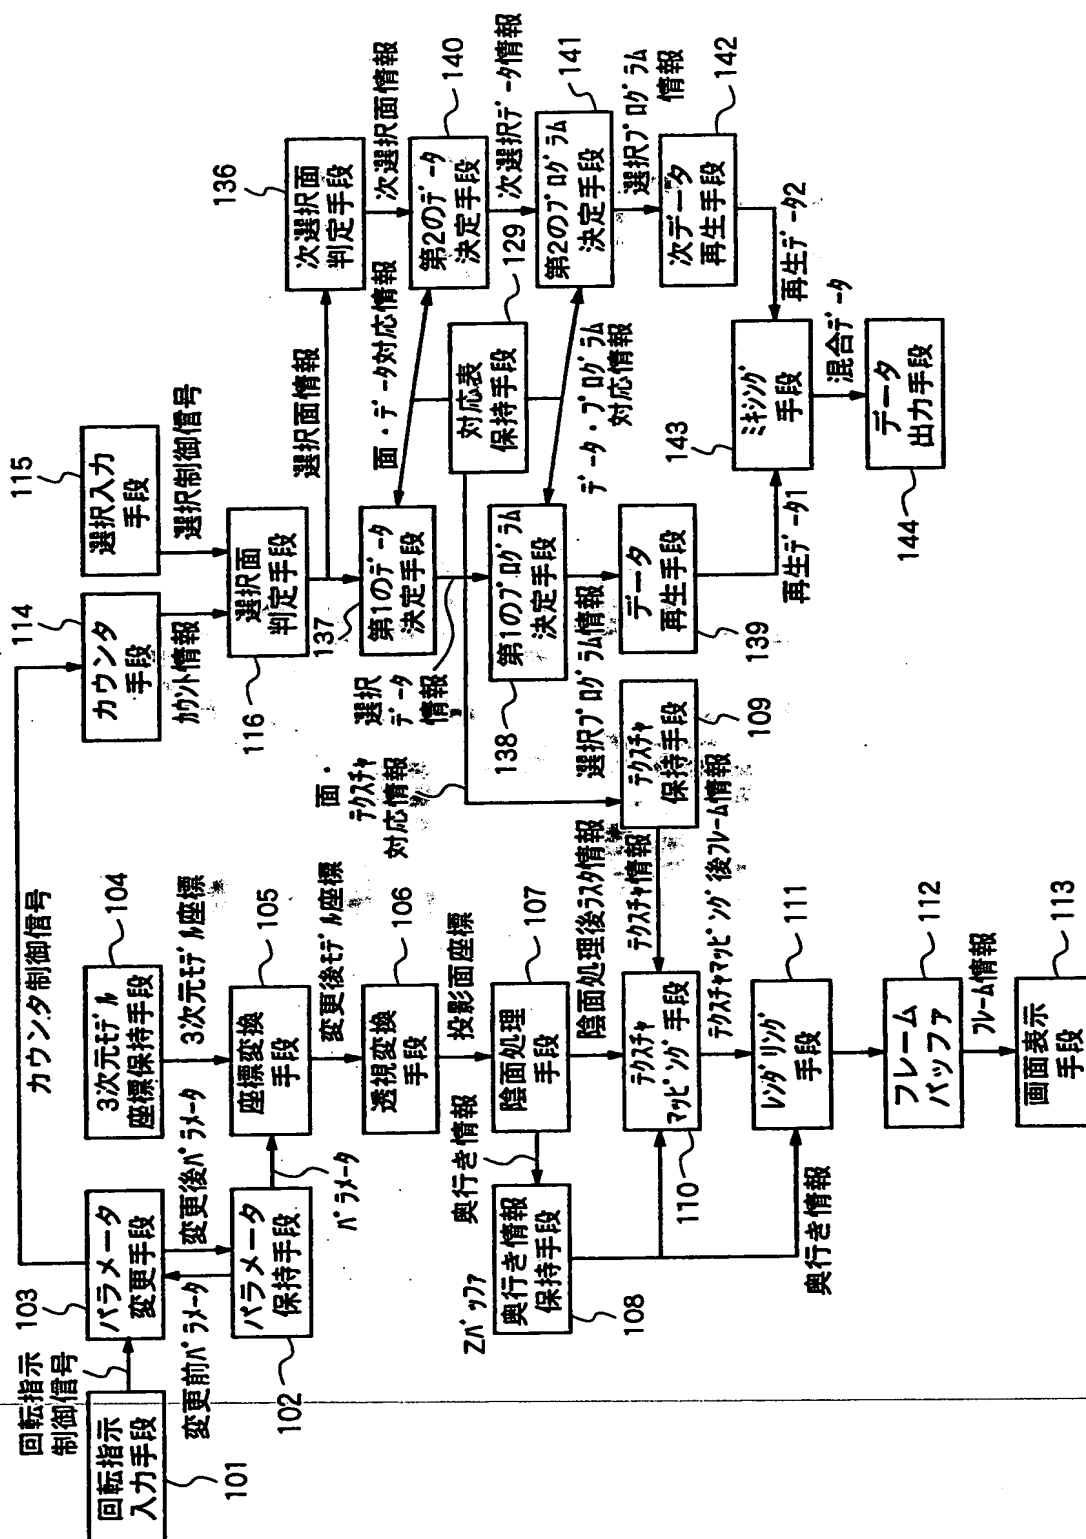 回転指示
入力手段
101
回転指示
制御信号
103
パラメータ
変更手段
変更前パラメータ
変更後パラメータ
パラメータ
保持手段
102
パラメータ
カウンタ制御信号
3次元モデル
座標保持手段
104
3次元モデル座標
座標変換
手段
105
変更後モデル座標
透視変換
手段
106
投影面座標
陰面処理
手段
107
奥行き情報
Zバッファ
奥行き情報
保持手段
108
陰面処理後ラスタ情報
テクスチャ
マッピング手段
110
テクスチャ情報
テクスチャ
保持手段
109
テクスチャマッピング後フレーム情報
奥行き情報
レンダリング
手段
111
フレーム
バッファ
112
フレーム情報
画面表示
手段
113
114
カウンタ
手段
カウント情報
115
選択入力
手段
選択制御信号
選択面
判定手段
116
選択面情報
136
次選択面
判定手段
次選択面情報
137
第1のデータ
決定手段
面・データ対応情報
第2のデータ
決定手段
140
対応表
保持手段
129
面・
テクスチャ
対応情報
選択
データ
情報
次選択データ情報
138
第1のプログラム
決定手段
データ・プログラム
対応情報
第2のプログラム
決定手段
141
選択プログラム情報
選択プログラム
情報
データ
再生手段
139
次データ
再生手段
142
再生データ1
再生データ2
143
ミキシング
手段
混合データ
データ
出力手段
144